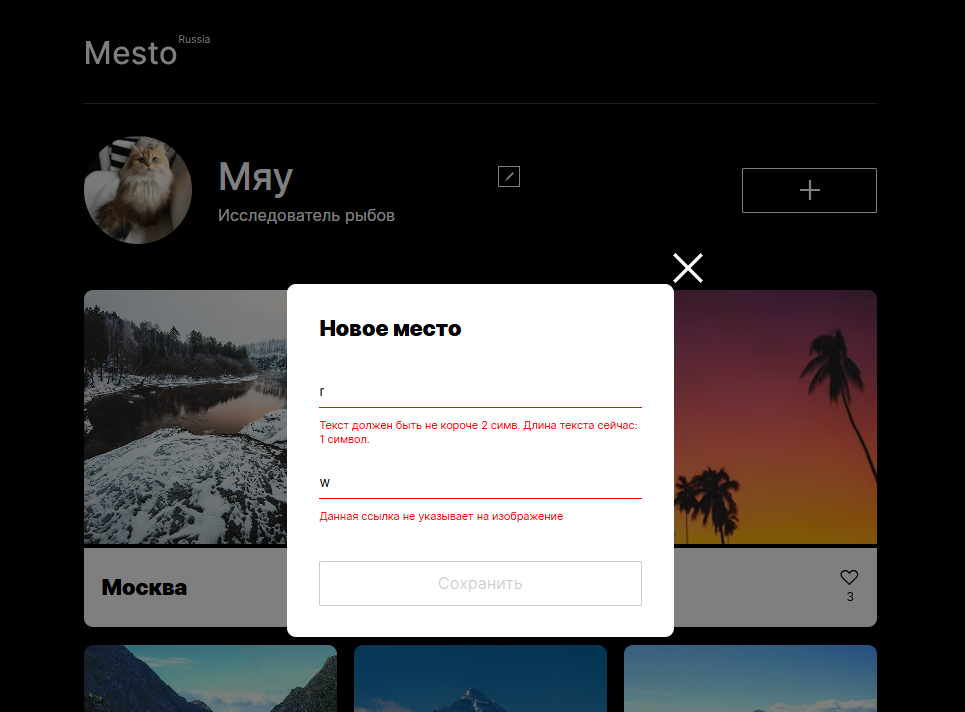 Mesto Russia
Мяу
Исследователь рыбов
Новое место
r
Текст должен быть не короче 2 симв. Длина текста сейчас:
1 символ.
w
Данная ссылка не указывает на изображение
Сохранить
Москва
3